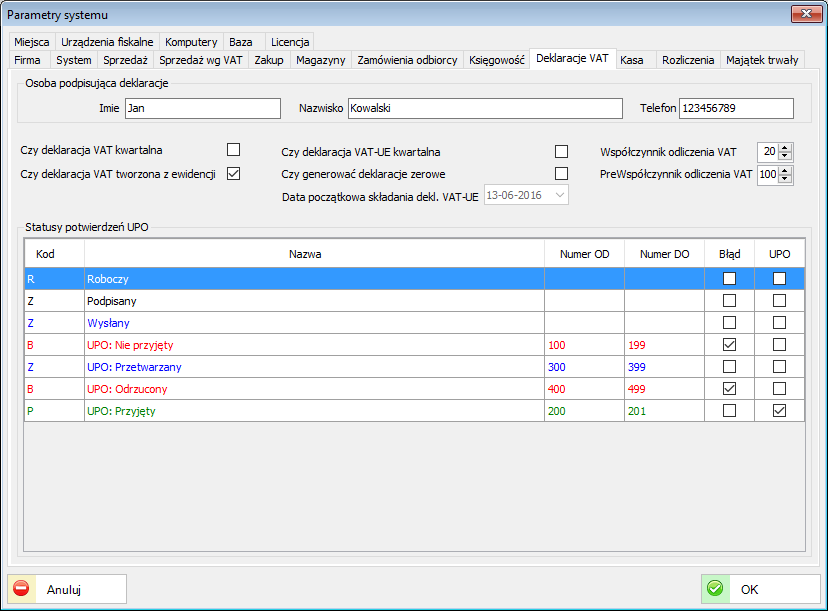 Parametry systemu
Miejsca Urządzenia fiskalne Komputery Baza Licencja
Firma System Sprzedaż Sprzedaż wg VAT Zakup Magazyny Zamówienia odbiorcy Księgowość Deklaracje VAT Kasa Rozliczenia Majątek trwały
Osoba podpisująca deklaracje
Imie Jan Nazwisko Kowalski Telefon 123456789
Czy deklaracja VAT kwartalna Czy deklaracja VAT-UE kwartalna Współczynnik odliczenia VAT 20
Czy deklaracja VAT tworzona z ewidencji Czy generować deklaracje zerowe PreWspółczynnik odliczenia VAT 100
Data początkowa składania dekl. VAT-UE 13-06-2016
Statusy potwierdzeń UPO
Kod Nazwa Numer OD Numer DO Błąd UPO
R Roboczy
Z Podpisany
Z Wysłany
B UPO: Nie przyjęty 100 199
Z UPO: Przetwarzany 300 399
B UPO: Odrzucony 400 499
P UPO: Przyjęty 200 201
Anuluj OK